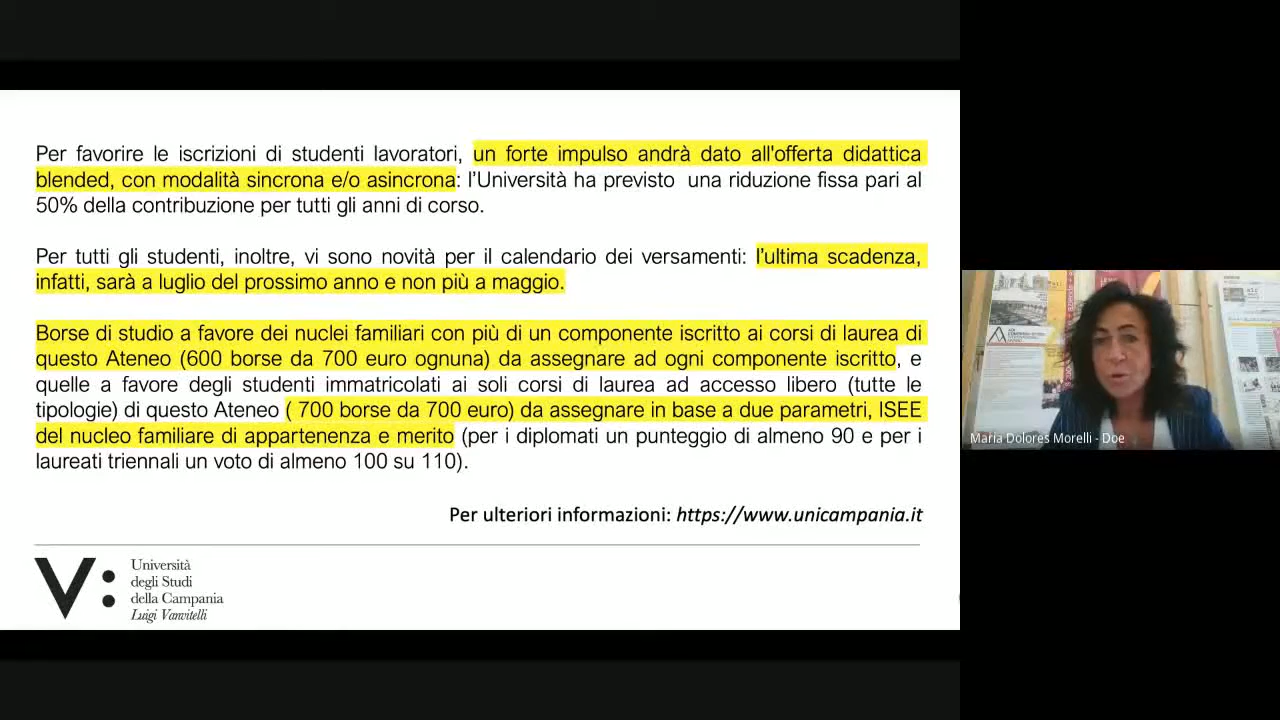 Per favorire le iscrizioni di studenti lavoratori, un forte impulso andrà dato all'offerta didattica
blended, con modalità sincrona e/o asincrona: l'Università ha previsto una riduzione fissa pari al
50% della contribuzione per tutti gli anni di corso.
Per tutti gli studenti, inoltre, vi sono novità per il calendario dei versamenti: l'ultima scadenza,
infatti, sarà a luglio del prossimo anno e non più a maggio.
Borse di studio a favore dei nuclei familiari con più di un componente iscritto ai corsi di laurea di
questo Ateneo (600 borse da 700 euro ognuna) da assegnare ad ogni componente iscritto, e
quelle a favore degli studenti immatricolati ai soli corsi di laurea ad accesso libero (tutte le
tipologie) di questo Ateneo ( 700 borse da 700 euro) da assegnare in base a due parametri, ISEE
del nucleo familiare di appartenenza e merito (per i diplomati un punteggio di almeno 90 e per i
laureati triennali un voto di almeno 100 su 110).
Per ulteriori informazioni: https://www.unicampania.it
V:
Università
degli Studi
della Campania
Luigi Vanvitelli
Maria Dolores Morelli - Doe